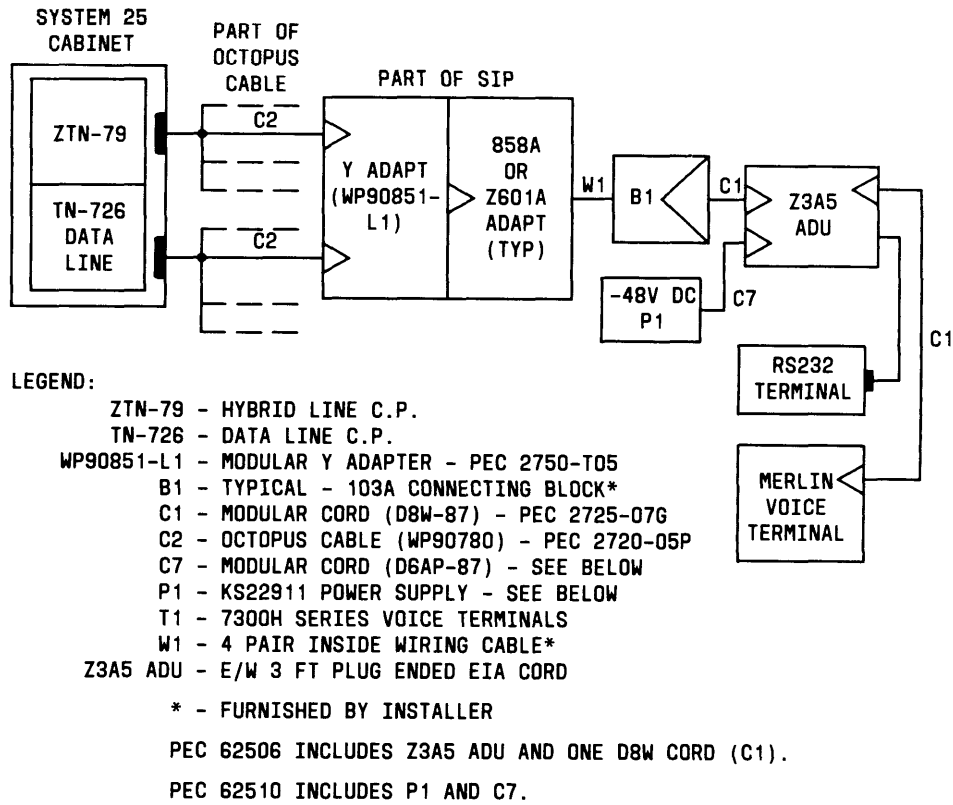 SYSTEM 25
CABINET
PART OF
OCTOPUS
CABLE
PART OF SIP
ZTN-79
TN-726
DATA
LINE
C2
C2
Y ADAPT
(WP90851-
L1)
858A
OR
Z601A
ADAPT
(TYP)
W1
B1
C1
Z3A5
ADU
-48V DC
P1
C7
C1
RS232
TERMINAL
MERLIN
VOICE
TERMINAL
LEGEND:
ZTN-79 - HYBRID LINE C.P.
TN-726 - DATA LINE C.P.
WP90851-L1 - MODULAR Y ADAPTER - PEC 2750-T05
B1 - TYPICAL - 103A CONNECTING BLOCK*
C1 - MODULAR CORD (D8W-87) - PEC 2725-07G
C2 - OCTOPUS CABLE (WP90780) - PEC 2720-05P
C7 - MODULAR CORD (D6AP-87) - SEE BELOW
P1 - KS22911 POWER SUPPLY - SEE BELOW
T1 - 7300H SERIES VOICE TERMINALS
W1 - 4 PAIR INSIDE WIRING CABLE*
Z3A5 ADU - E/W 3 FT PLUG ENDED EIA CORD
* - FURNISHED BY INSTALLER
PEC 62506 INCLUDES Z3A5 ADU AND ONE D8W CORD (C1).
PEC 62510 INCLUDES P1 AND C7.